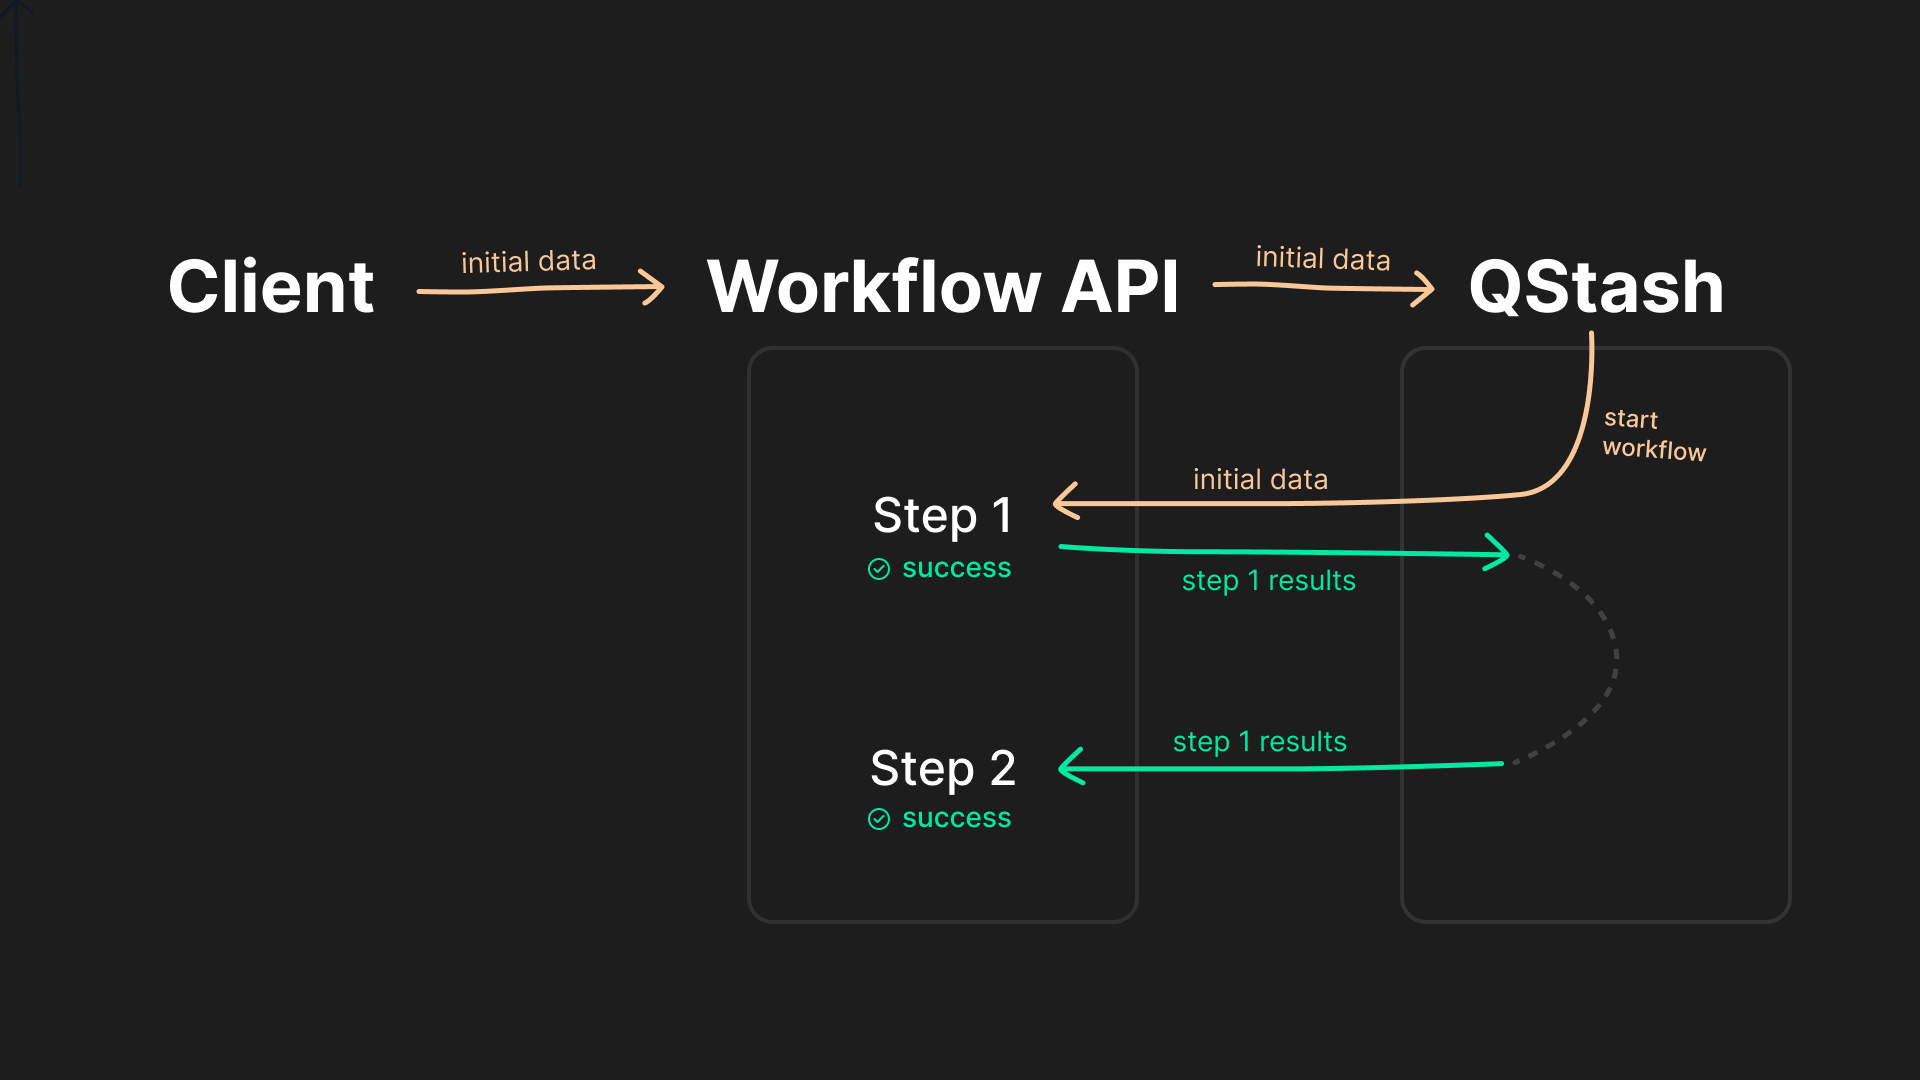 Client
initial data
Workflow API
initial data
QStash
start
workflow
initial data
Step 1
success
step 1 results
step 1 results
Step 2
success